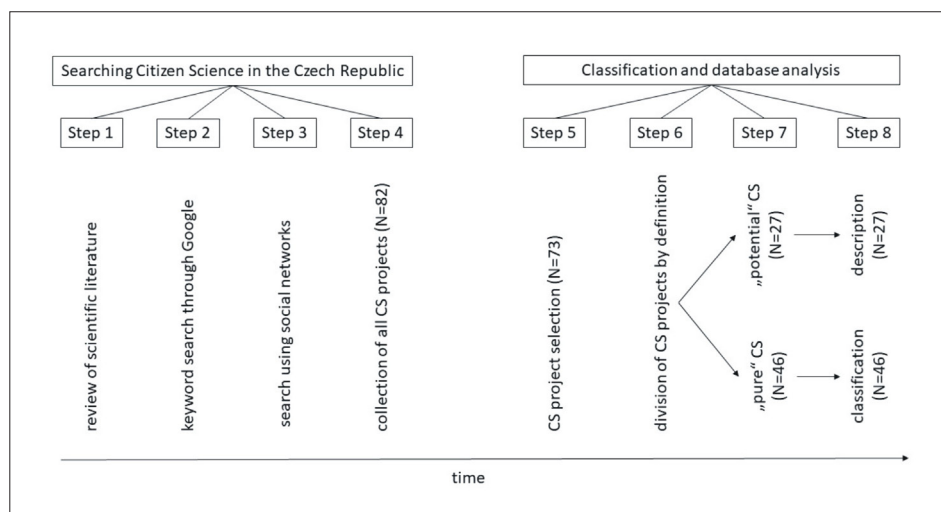 Searching Citizen Science in the Czech Republic
Classification and database analysis
Step 1
Step 2
Step 3
Step 4
Step 5
Step 6
Step 7
Step 8
review of scientific literature
keyword search through Google
search using social networks
collection of all CS projects (N=82)
CS project selection (N=73)
division of CS projects by definition
„potential“ CS
(N=27)
description
(N=27)
„pure“ CS
(N=46)
classification
(N=46)
time